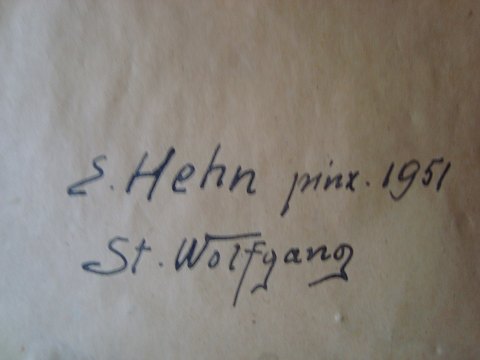 E. Hehn pinx. 1951
St. Wolfgang